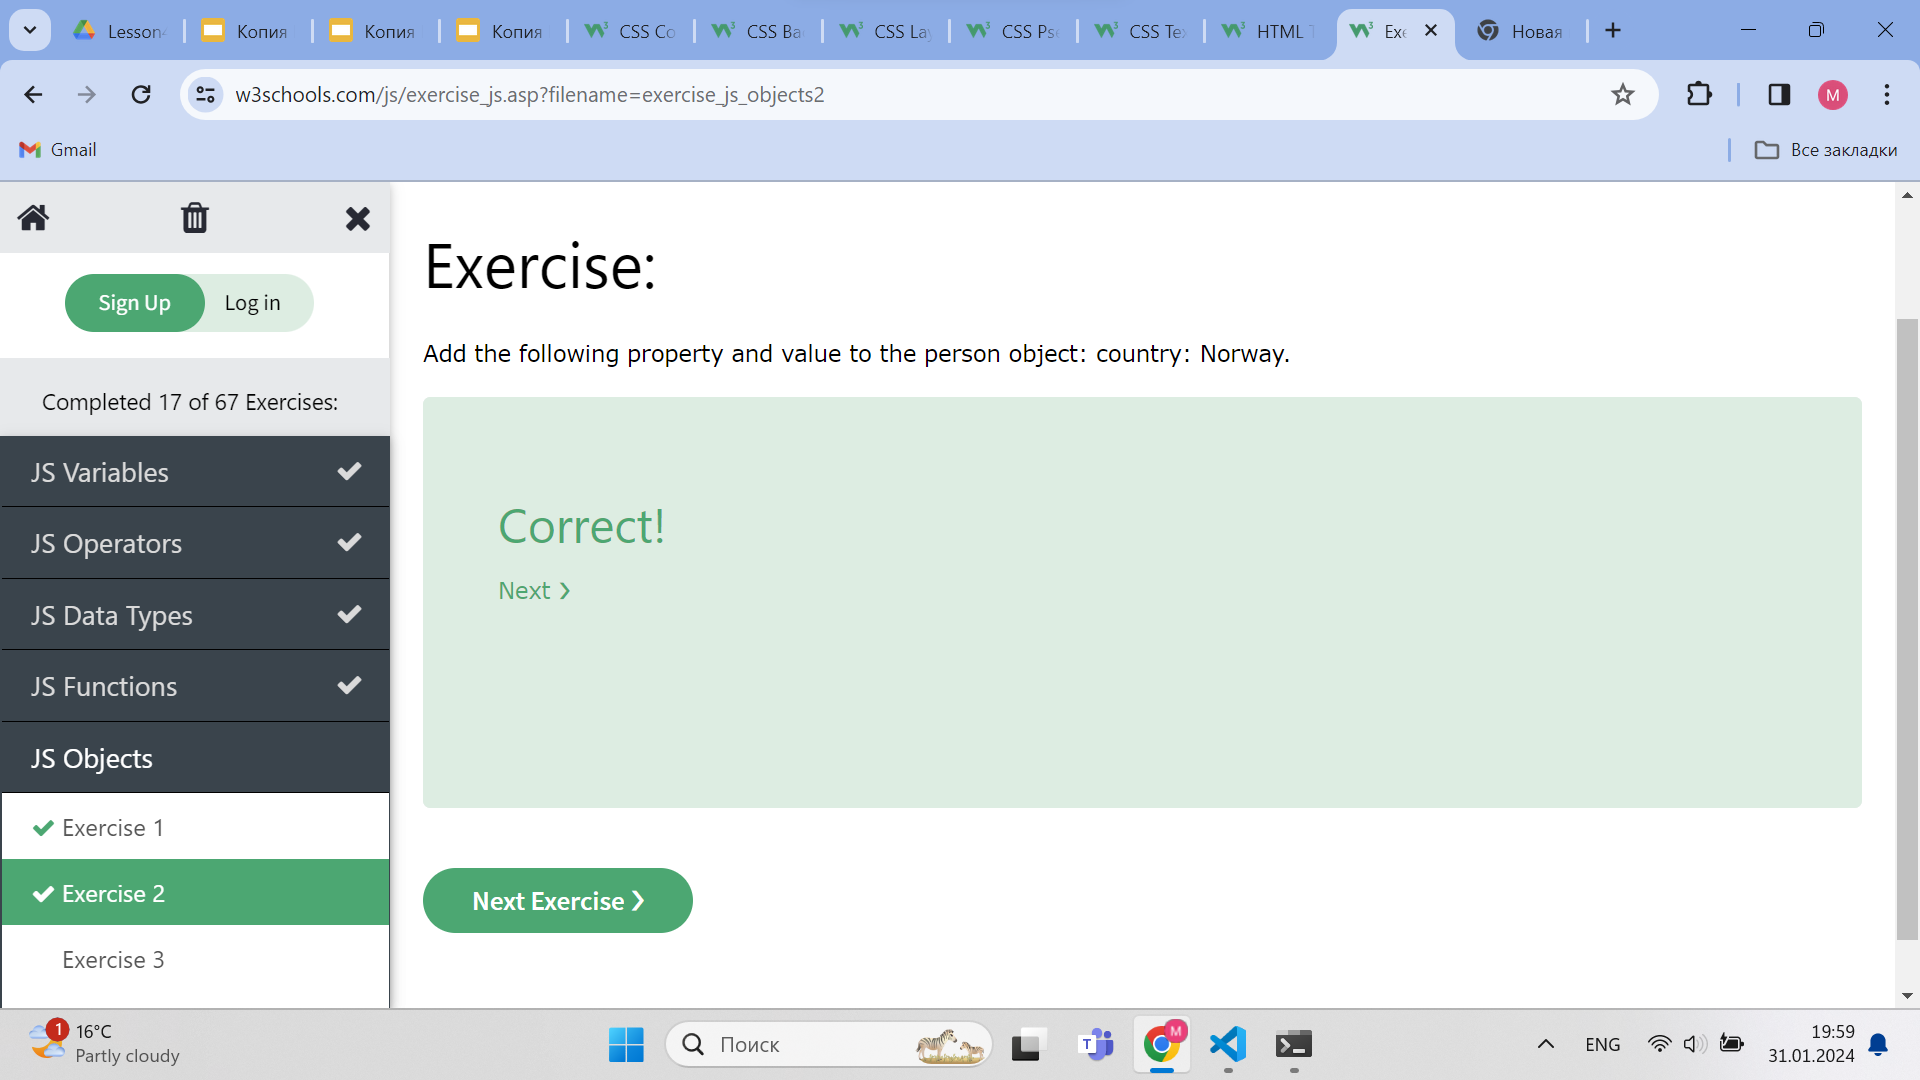 Lesson
Копия
Копия
Копия
CSS Co
CSS Ba
CSS Lay
CSS Pse
CSS Tex
HTML
Exe
Новая
w3schools.com/js/exercise_js.asp?filename=exercise_js_objects2
M
Gmail
Все закладки
Sign Up
Log in
Completed 17 of 67 Exercises:
JS Variables
JS Operators
JS Data Types
JS Functions
JS Objects
Exercise 1
Exercise 2
Exercise 3
Exercise:
Add the following property and value to the person object: country: Norway.
Correct!
Next ❯
Next Exercise ❯
1
16°C
Partly cloudy
Поиск
T
M
ENG
19:59
31.01.2024